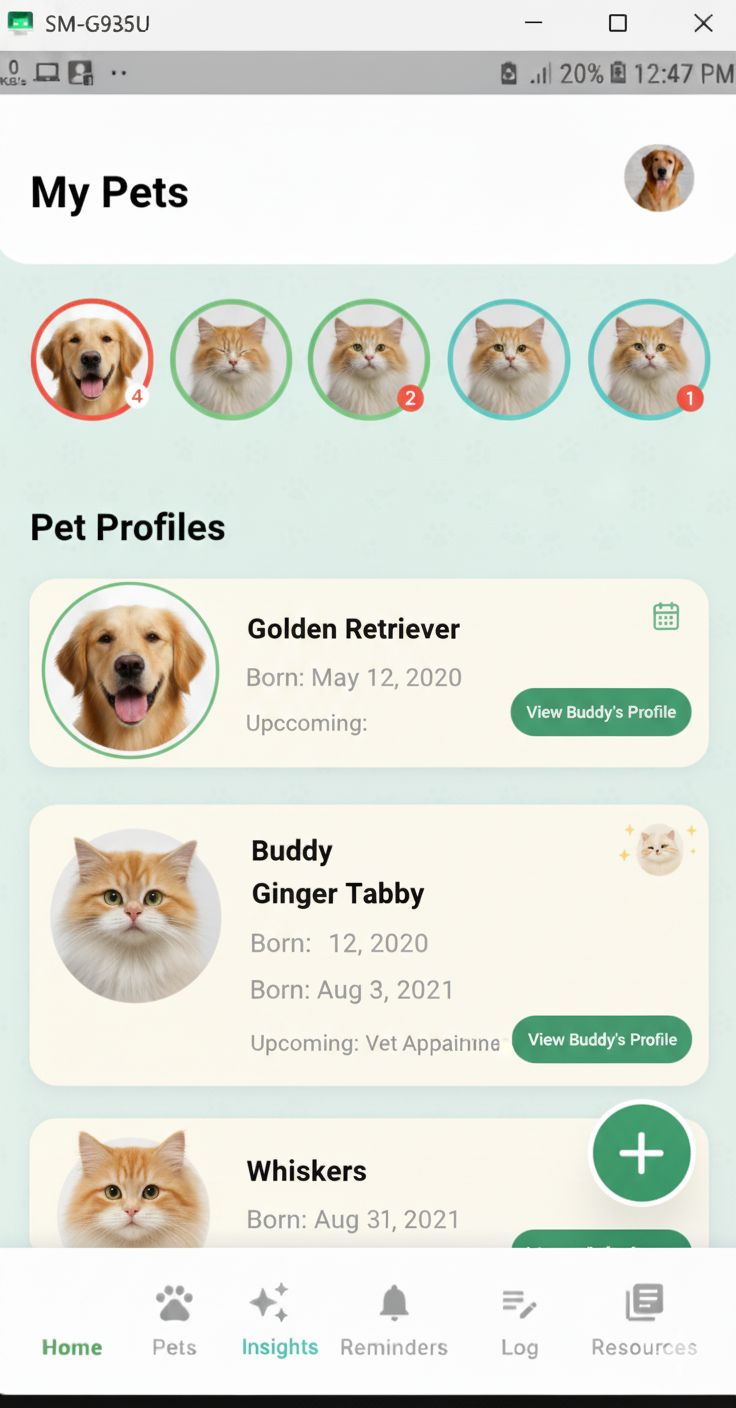 SM-G935U
0
KB/s
20% 12:47 PM
My Pets
4
2
1
Pet Profiles
Golden Retriever
Born: May 12, 2020
Upccoming:
View Buddy's Profile
Buddy
Ginger Tabby
Born: 12, 2020
Born: Aug 3, 2021
Upcoming: Vet
View Buddy's Profile
Whiskers
Born: Aug 31, 2021
Home
Pets
Insights
Reminders
Log
Resources